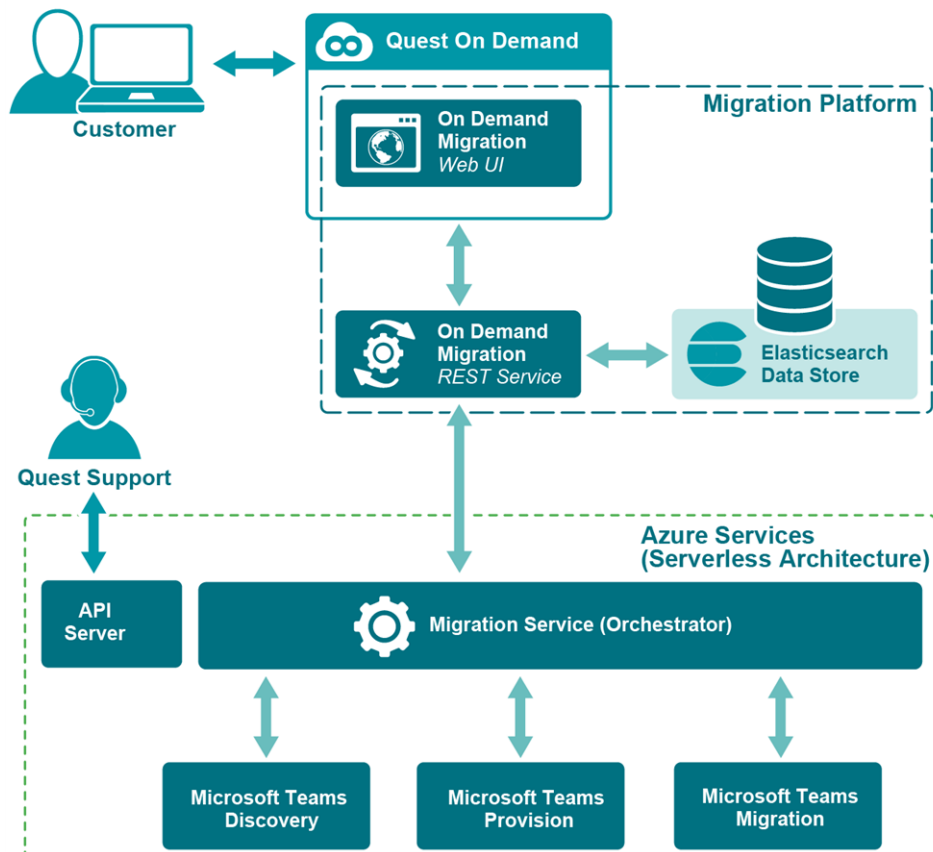 Quest On Demand
Customer
Migration Platform
On Demand
Migration
Web UI
On Demand
Migration
REST Service
Elasticsearch
Data Store
Quest Support
Azure Services
(Serverless Architecture)
API
Server
Migration Service (Orchestrator)
Microsoft Teams
Discovery
Microsoft Teams
Provision
Microsoft Teams
Migration